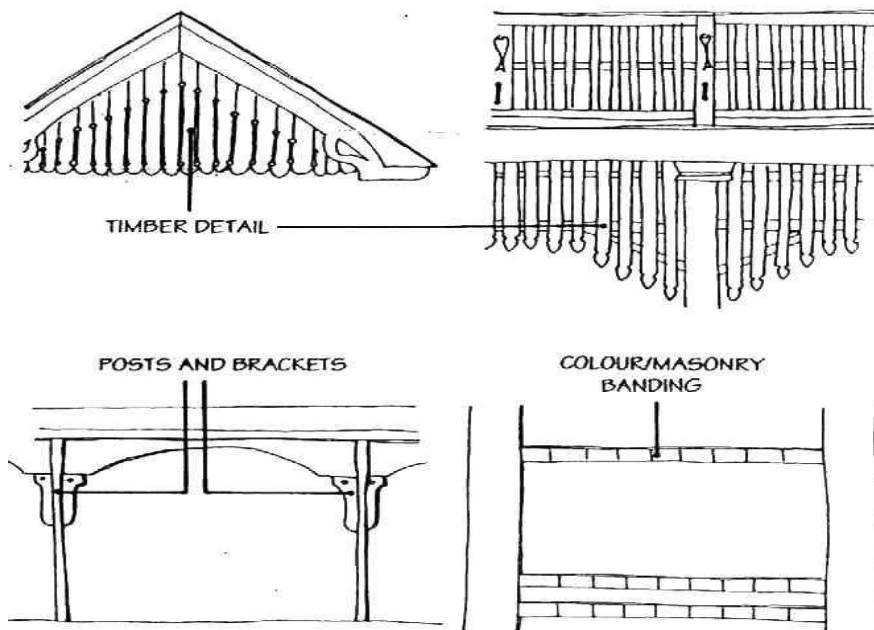 TIMBER DETAIL
POSTS AND BRACKETS
COLOUR/MASONRY
BANDING